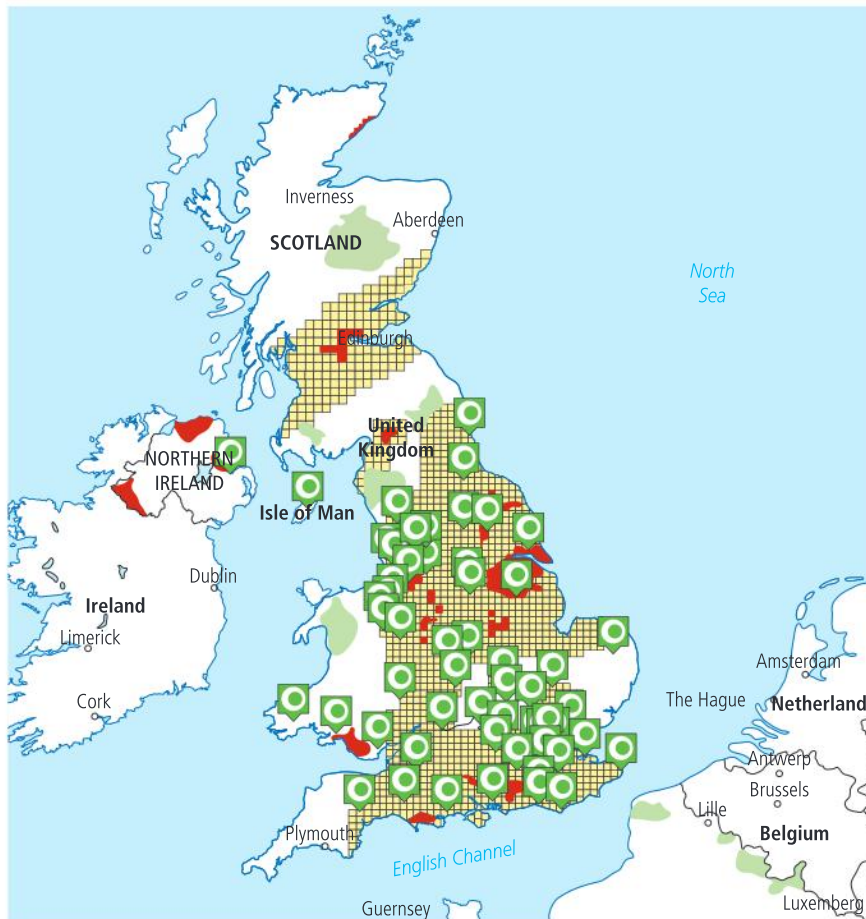 Inverness
Aberdeen
SCOTLAND
North
Sea
Edinburgh
United
Kingdom
NORTHERN
IRELAND
Isle of Man
Dublin
Ireland
Limerick
Cork
Amsterdam
The Hague
Netherland
Antwerp
Brussels
Lille
Belgium
Plymouth
English Channel
Luxemberg
Guernsey